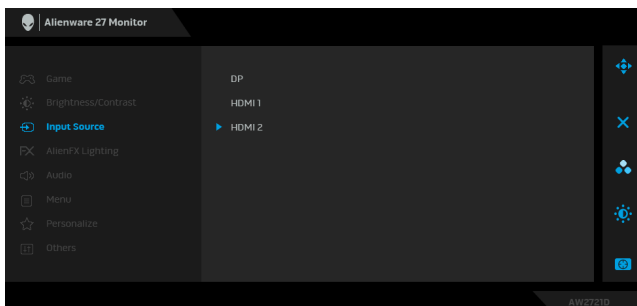 Alienware 27 Monitor
Game
Brightness/Contrast
Input Source
AlienFX Lighting
Audio
Menu
Personalize
Others
DP
HDMI 1
HDMI 2
AW2721D